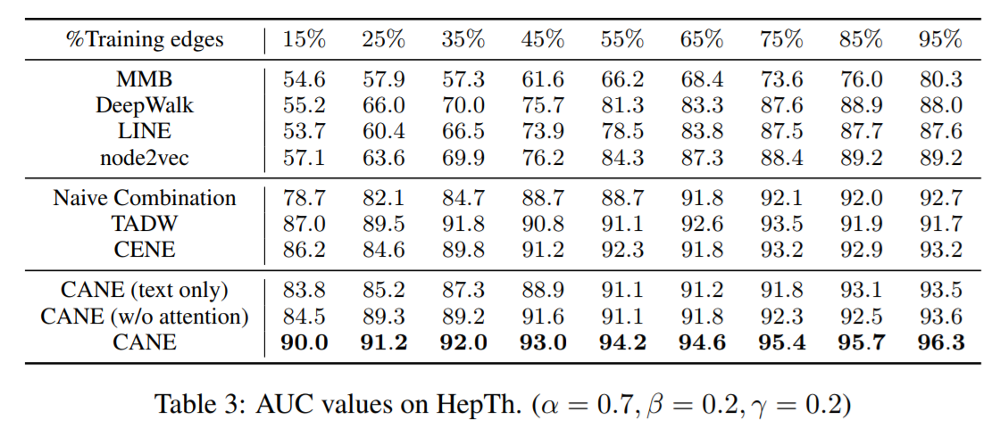 %Training edges 15% 25% 35% 45% 55% 65% 75% 85% 95%
MMB 54.6 57.9 57.3 61.6 66.2 68.4 73.6 76.0 80.3
DeepWalk 55.2 66.0 70.0 75.7 81.3 83.3 87.6 88.9 88.0
LINE 53.7 60.4 66.5 73.9 78.5 83.8 87.5 87.7 87.6
node2vec 57.1 63.6 69.9 76.2 84.3 87.3 88.4 89.2 89.2
Naive Combination 78.7 82.1 84.7 88.7 88.7 91.8 92.1 92.0 92.7
TADW 87.0 89.5 91.8 90.8 91.1 92.6 93.5 91.9 91.7
CENE 86.2 84.6 89.8 91.2 92.3 91.8 93.2 92.9 93.2
CANE (text only) 83.8 85.2 87.3 88.9 91.1 91.2 91.8 93.1 93.5
CANE (w/o attention) 84.5 89.3 89.2 91.6 91.1 91.8 92.3 92.5 93.6
CANE 90.0 91.2 92.0 93.0 94.2 94.6 95.4 95.7 96.3
Table 3: AUC values on HepTh. (α = 0.7, β = 0.2, γ = 0.2)